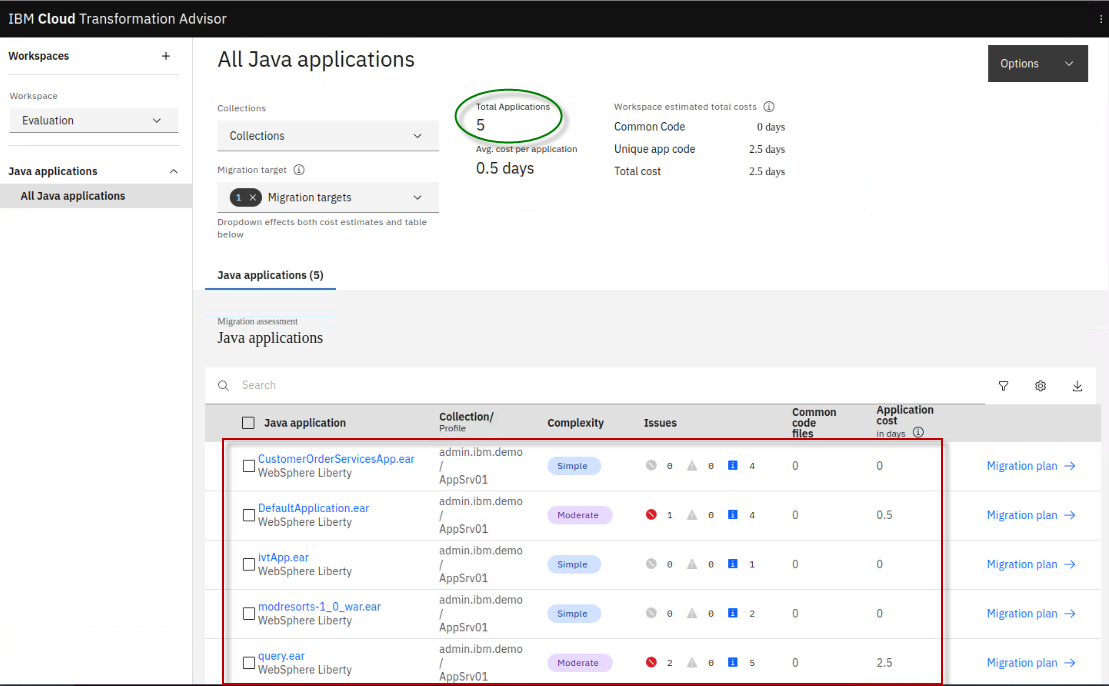 IBM Cloud Transformation Advisor
Workspaces
Workspace
Evaluation
Java applications
All Java applications
All Java applications
Options
Collections
Collections
Migration target
1 Migration targets
Dropdown effects both cost estimates and table
below
Total Applications
5
Avg. cost per application
0.5 days
Workspace estimated total costs
Common Code 0 days
Unique app code 2.5 days
Total cost 2.5 days
Java applications (5)
Migration assessment
Java applications
Search
Java application
Collection/
Profile
Complexity
Issues
Common
code
files
Application
cost
in days
CustomerOrderServicesApp.ear
WebSphere Liberty
admin.ibm.demo
/
AppSrv01
Simple
0 0 4
0
0
Migration plan
DefaultApplication.ear
WebSphere Liberty
admin.ibm.demo
/
AppSrv01
Moderate
1 0 4
0
0.5
Migration plan
ivtApp.ear
WebSphere Liberty
admin.ibm.demo
/
AppSrv01
Simple
0 0 1
0
0
Migration plan
modresorts-1_0_war.ear
WebSphere Liberty
admin.ibm.demo
/
AppSrv01
Simple
0 0 2
0
0
Migration plan
query.ear
WebSphere Liberty
admin.ibm.demo
/
AppSrv01
Moderate
2 0 5
0
2.5
Migration plan